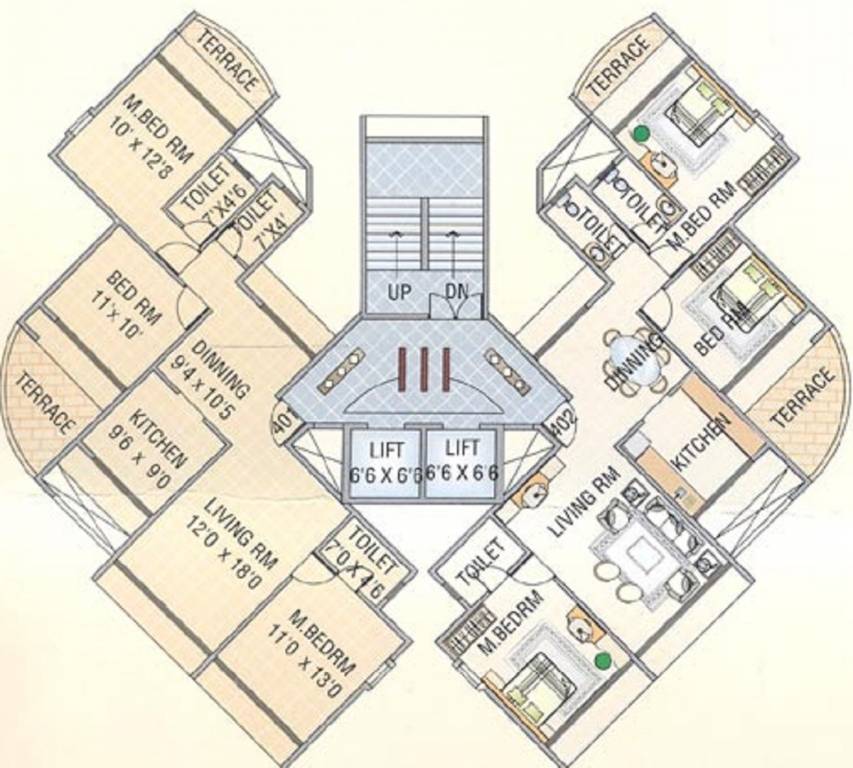 TERRACE
M.BED RM
10' X 12'8
TOILET
7'X4'6
TOILET
7'X4'
BED RM
11'x 10'
TERRACE
DINNING
9'4 x 10'5
KITCHEN
9'6 x 9'0
LIVING RM
12'0 x 18'0
TOILET
7'0 X 4'6
M.BEDRM
11'0 x 13'0
UP
DN
LIFT
6'6 X 6'6
LIFT
6'6 X 6'6
402
TERRACE
M.BED RM
TOILET
TOILET
BED RM
TERRACE
DINNING
KITCHEN
LIVING RM
TOILET
M.BEDRM